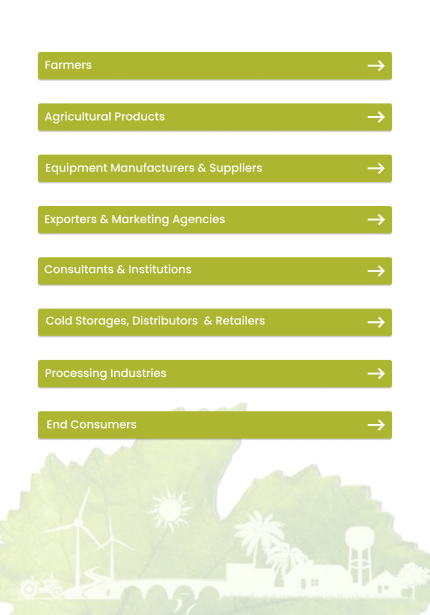 Farmers
Agricultural Products
Equipment Manufacturers & Suppliers
Exporters & Marketing Agencies
Consultants & Institutions
Cold Storages, Distributors & Retailers
Processing Industries
End Consumers